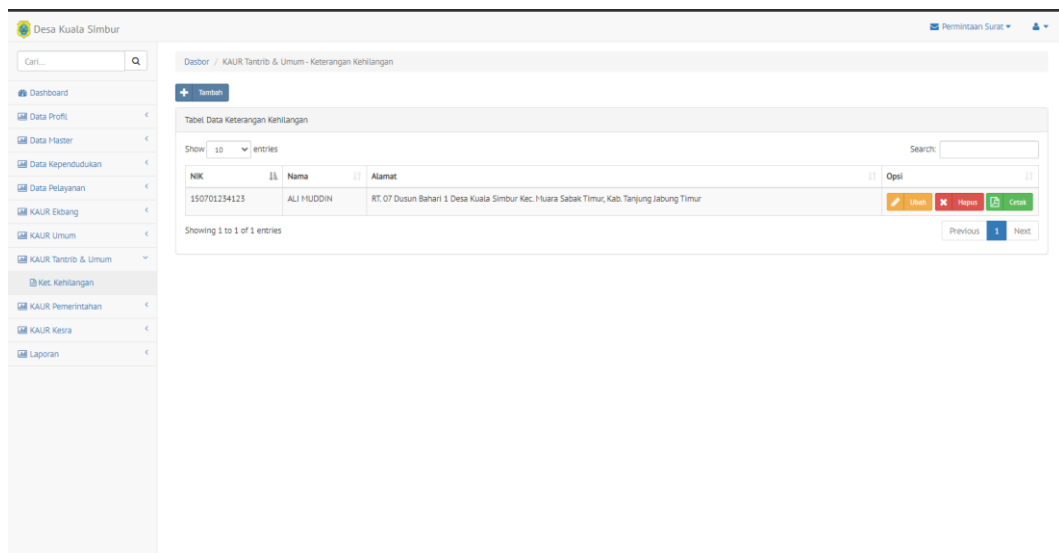 Desa Kuala Simbur
Permintaan Surat
Cari...
Dasbor / KAUR Tantrib & Umum - Keterangan Kehilangan
Dashboard
Data Profil
Data Master
Data Kependudukan
Data Pelayanan
KAUR Ekbang
KAUR Umum
KAUR Tantrib & Umum
Ket. Kehilangan
KAUR Pemerintahan
KAUR Kesra
Laporan
Tambah
Tabel Data Keterangan Kehilangan
Show 10 entries
Search:
NIK Nama Alamat Opsi
150701234123 ALI MUDDIN RT. 07 Dusun Bahari 1 Desa Kuala Simbur Kec. Muara Sabak Timur, Kab. Tanjung Jabung Timur Ubah Hapus Cetak
Showing 1 to 1 of 1 entries
Previous 1 Next